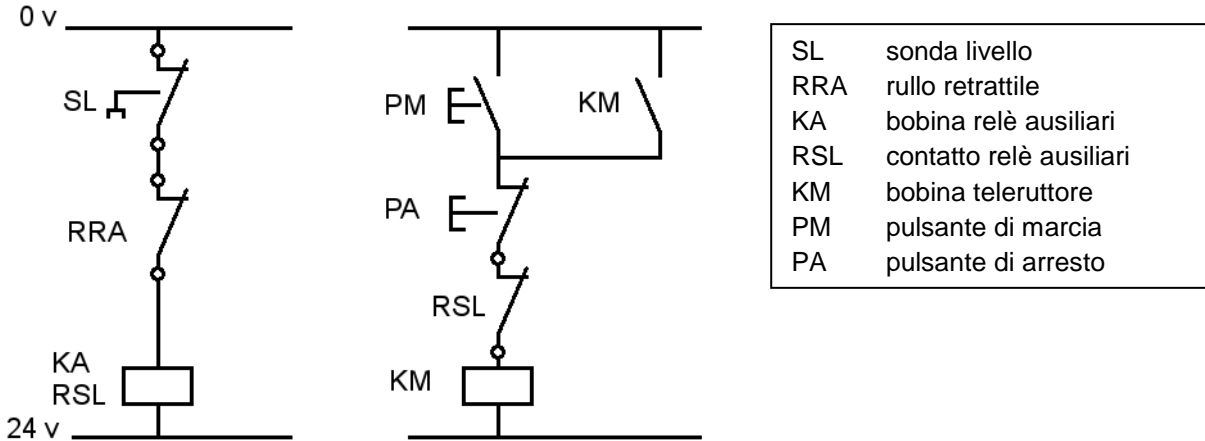 0 v
SL
RRA
KA
RSL
24 v
PM
KM
PA
RSL
KM
SL sonda livello
RRA rullo retrattile
KA bobina relè ausiliari
RSL contatto relè ausiliari
KM bobina teleruttore
PM pulsante di marcia
PA pulsante di arresto